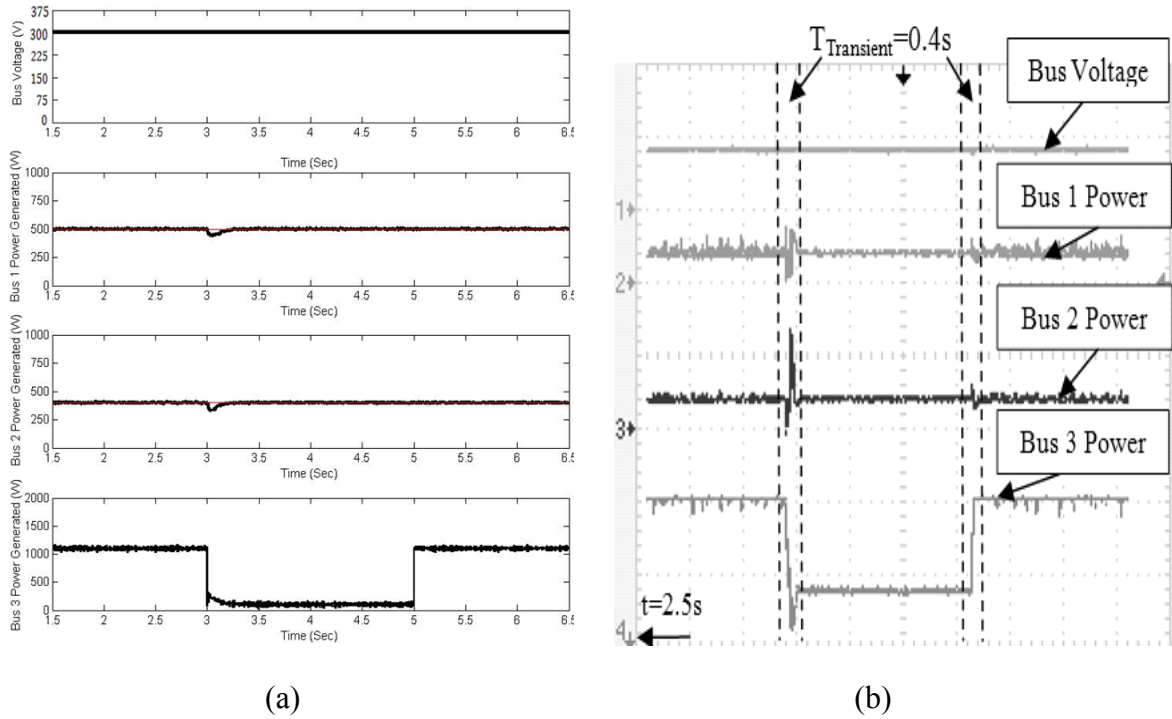 375
300
225
150
75
0
Bus Voltage (V)
1.5 2 2.5 3 3.5 4 4.5 5 5.5 6 6.5
Time (Sec)
1000
750
500
250
0
Bus 1 Power Generated (W)
1.5 2 2.5 3 3.5 4 4.5 5 5.5 6 6.5
Time (Sec)
1000
750
500
250
0
Bus 2 Power Generated (W)
1.5 2 2.5 3 3.5 4 4.5 5 5.5 6 6.5
Time (Sec)
2000
1500
1000
500
0
Bus 3 Power Generated (W)
1.5 2 2.5 3 3.5 4 4.5 5 5.5 6 6.5
Time (Sec)
(a)
TTransient=0.4s
Bus Voltage
1
Bus 1 Power
2
Bus 2 Power
3
Bus 3 Power
t=2.5s
4
(b)